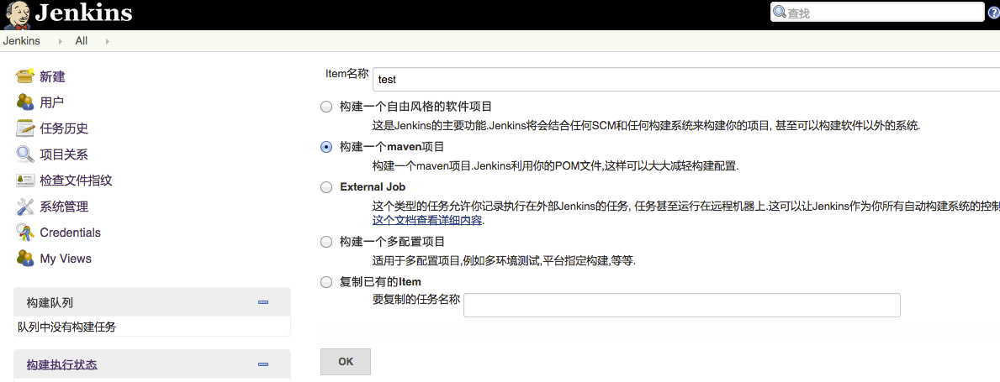 Jenkins
查找
Jenkins All
新建
用户
任务历史
项目关系
检查文件指纹
系统管理
Credentials
My Views
构建队列
队列中没有构建任务
构建执行状态
Item名称 test
构建一个自由风格的软件项目
这是Jenkins的主要功能.Jenkins将会结合任何SCM和任何构建系统来构建你的项目, 甚至可以构建软件以外的系统.
构建一个maven项目
构建一个maven项目.Jenkins利用你的POM文件,这样可以大大减轻构建配置.
External Job
这个类型的任务允许你记录执行在外部Jenkins的任务, 任务甚至运行在远程机器上.这可以让Jenkins作为你所有自动构建系统的控制
这个文档查看详细内容.
构建一个多配置项目
适用于多配置项目,例如多环境测试,平台指定构建,等等.
复制已有的Item
要复制的任务名称
OK